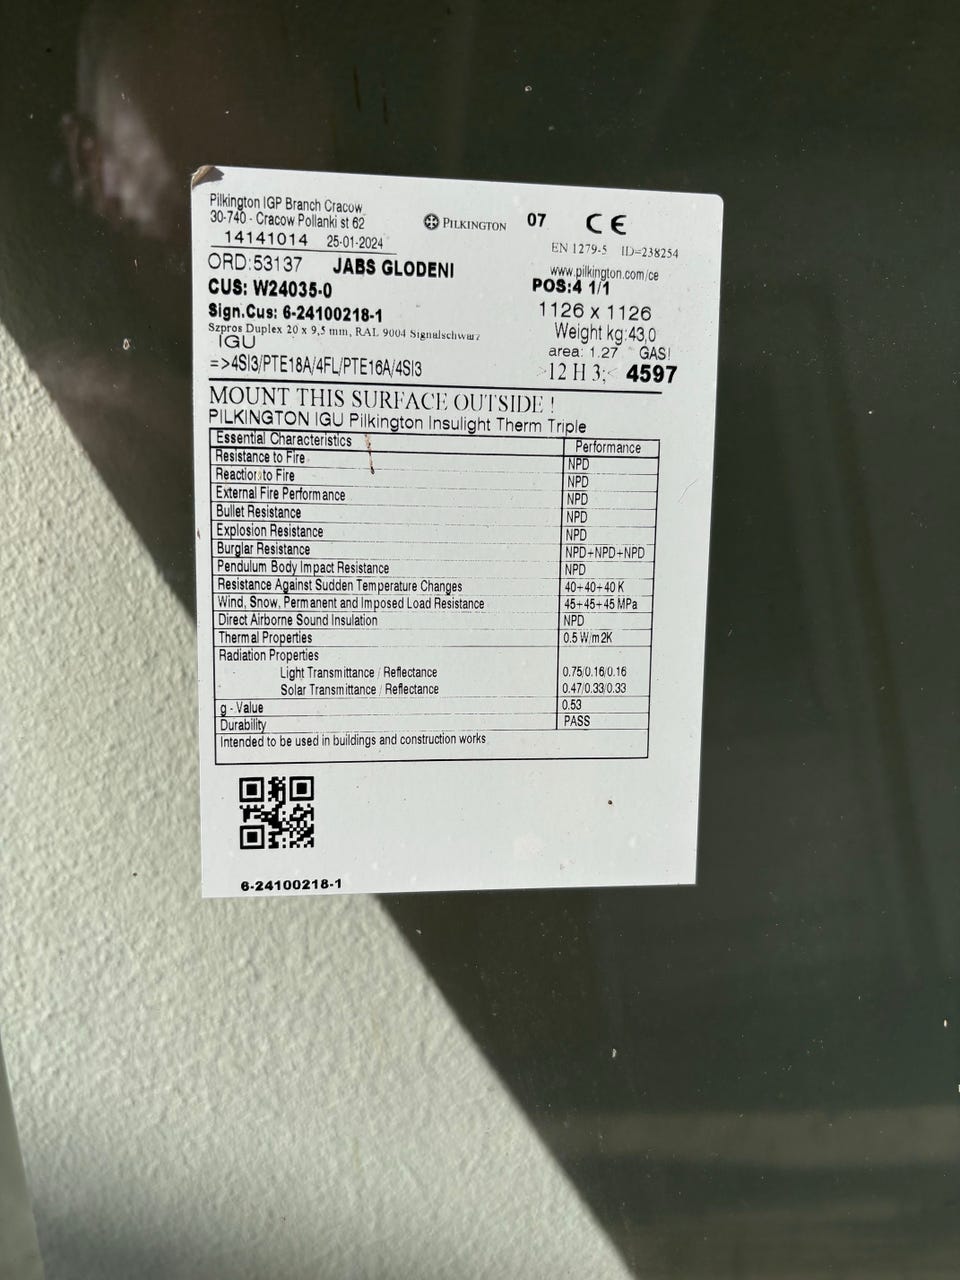 Pilkington IGP Branch Cracow
30-740 - Cracow Pollanki st 62
PILKINGTON
07 CE
14141014 25-01-2024
EN 1279-5 ID=238254
ORD:53137 JABS GLODENI
www.pilkington.com/ce
CUS: W24035-0
POS:4 1/1
Sign.Cus: 6-24100218-1
1126 x 1126
Szpros Duplex 20 x 9,5 mm, RAL 9004 Signalschwarz
Weight kg:43,0
IGU
area: 1.27 GAS!
=>4SI3/PTE18A/4FL/PTE16A/4SI3
>12 H 3;< 4597
MOUNT THIS SURFACE OUTSIDE !
PILKINGTON IGU Pilkington Insulight Therm Triple
Essential Characteristics Performance
Resistance to Fire NPD
Reaction to Fire NPD
External Fire Performance NPD
Bullet Resistance NPD
Explosion Resistance NPD
Burglar Resistance NPD+NPD+NPD
Pendulum Body Impact Resistance NPD
Resistance Against Sudden Temperature Changes 40+40+40 K
Wind, Snow, Permanent and Imposed Load Resistance 45+45+45 MPa
Direct Airborne Sound Insulation NPD
Thermal Properties 0.5 W/m2K
Radiation Properties
Light Transmittance / Reflectance 0.75/0.16/0.16
Solar Transmittance / Reflectance 0.47/0.33/0.33
g - Value 0.53
Durability PASS
Intended to be used in buildings and construction works
6-24100218-1